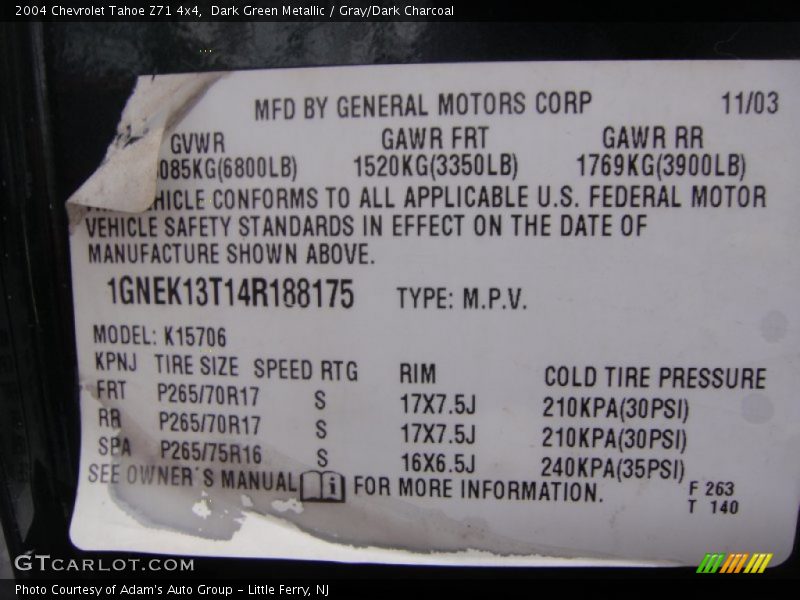 2004 Chevrolet Tahoe Z71 4x4,  Dark Green Metallic / Gray/Dark Charcoal
MFD BY GENERAL MOTORS CORP 11/03
GVWR GAWR FRT GAWR RR
085KG(6800LB) 1520KG(3350LB) 1769KG(3900LB)
HICLE CONFORMS TO ALL APPLICABLE U.S. FEDERAL MOTOR
VEHICLE SAFETY STANDARDS IN EFFECT ON THE DATE OF
MANUFACTURE SHOWN ABOVE.
1GNEK13T14R188175 TYPE: M.P.V.
MODEL: K15706
KPNJ TIRE SIZE SPEED RTG RIM COLD TIRE PRESSURE
FRT P265/70R17 S 17X7.5J 210KPA(30PSI)
RR P265/70R17 S 17X7.5J 210KPA(30PSI)
SPA P265/75R16 S 16X6.5J 240KPA(35PSI)
SEE OWNER'S MANUAL i FOR MORE INFORMATION.
F 263
T 140
GTCARLOT.COM
Photo Courtesy of Adam's Auto Group - Little Ferry, NJ